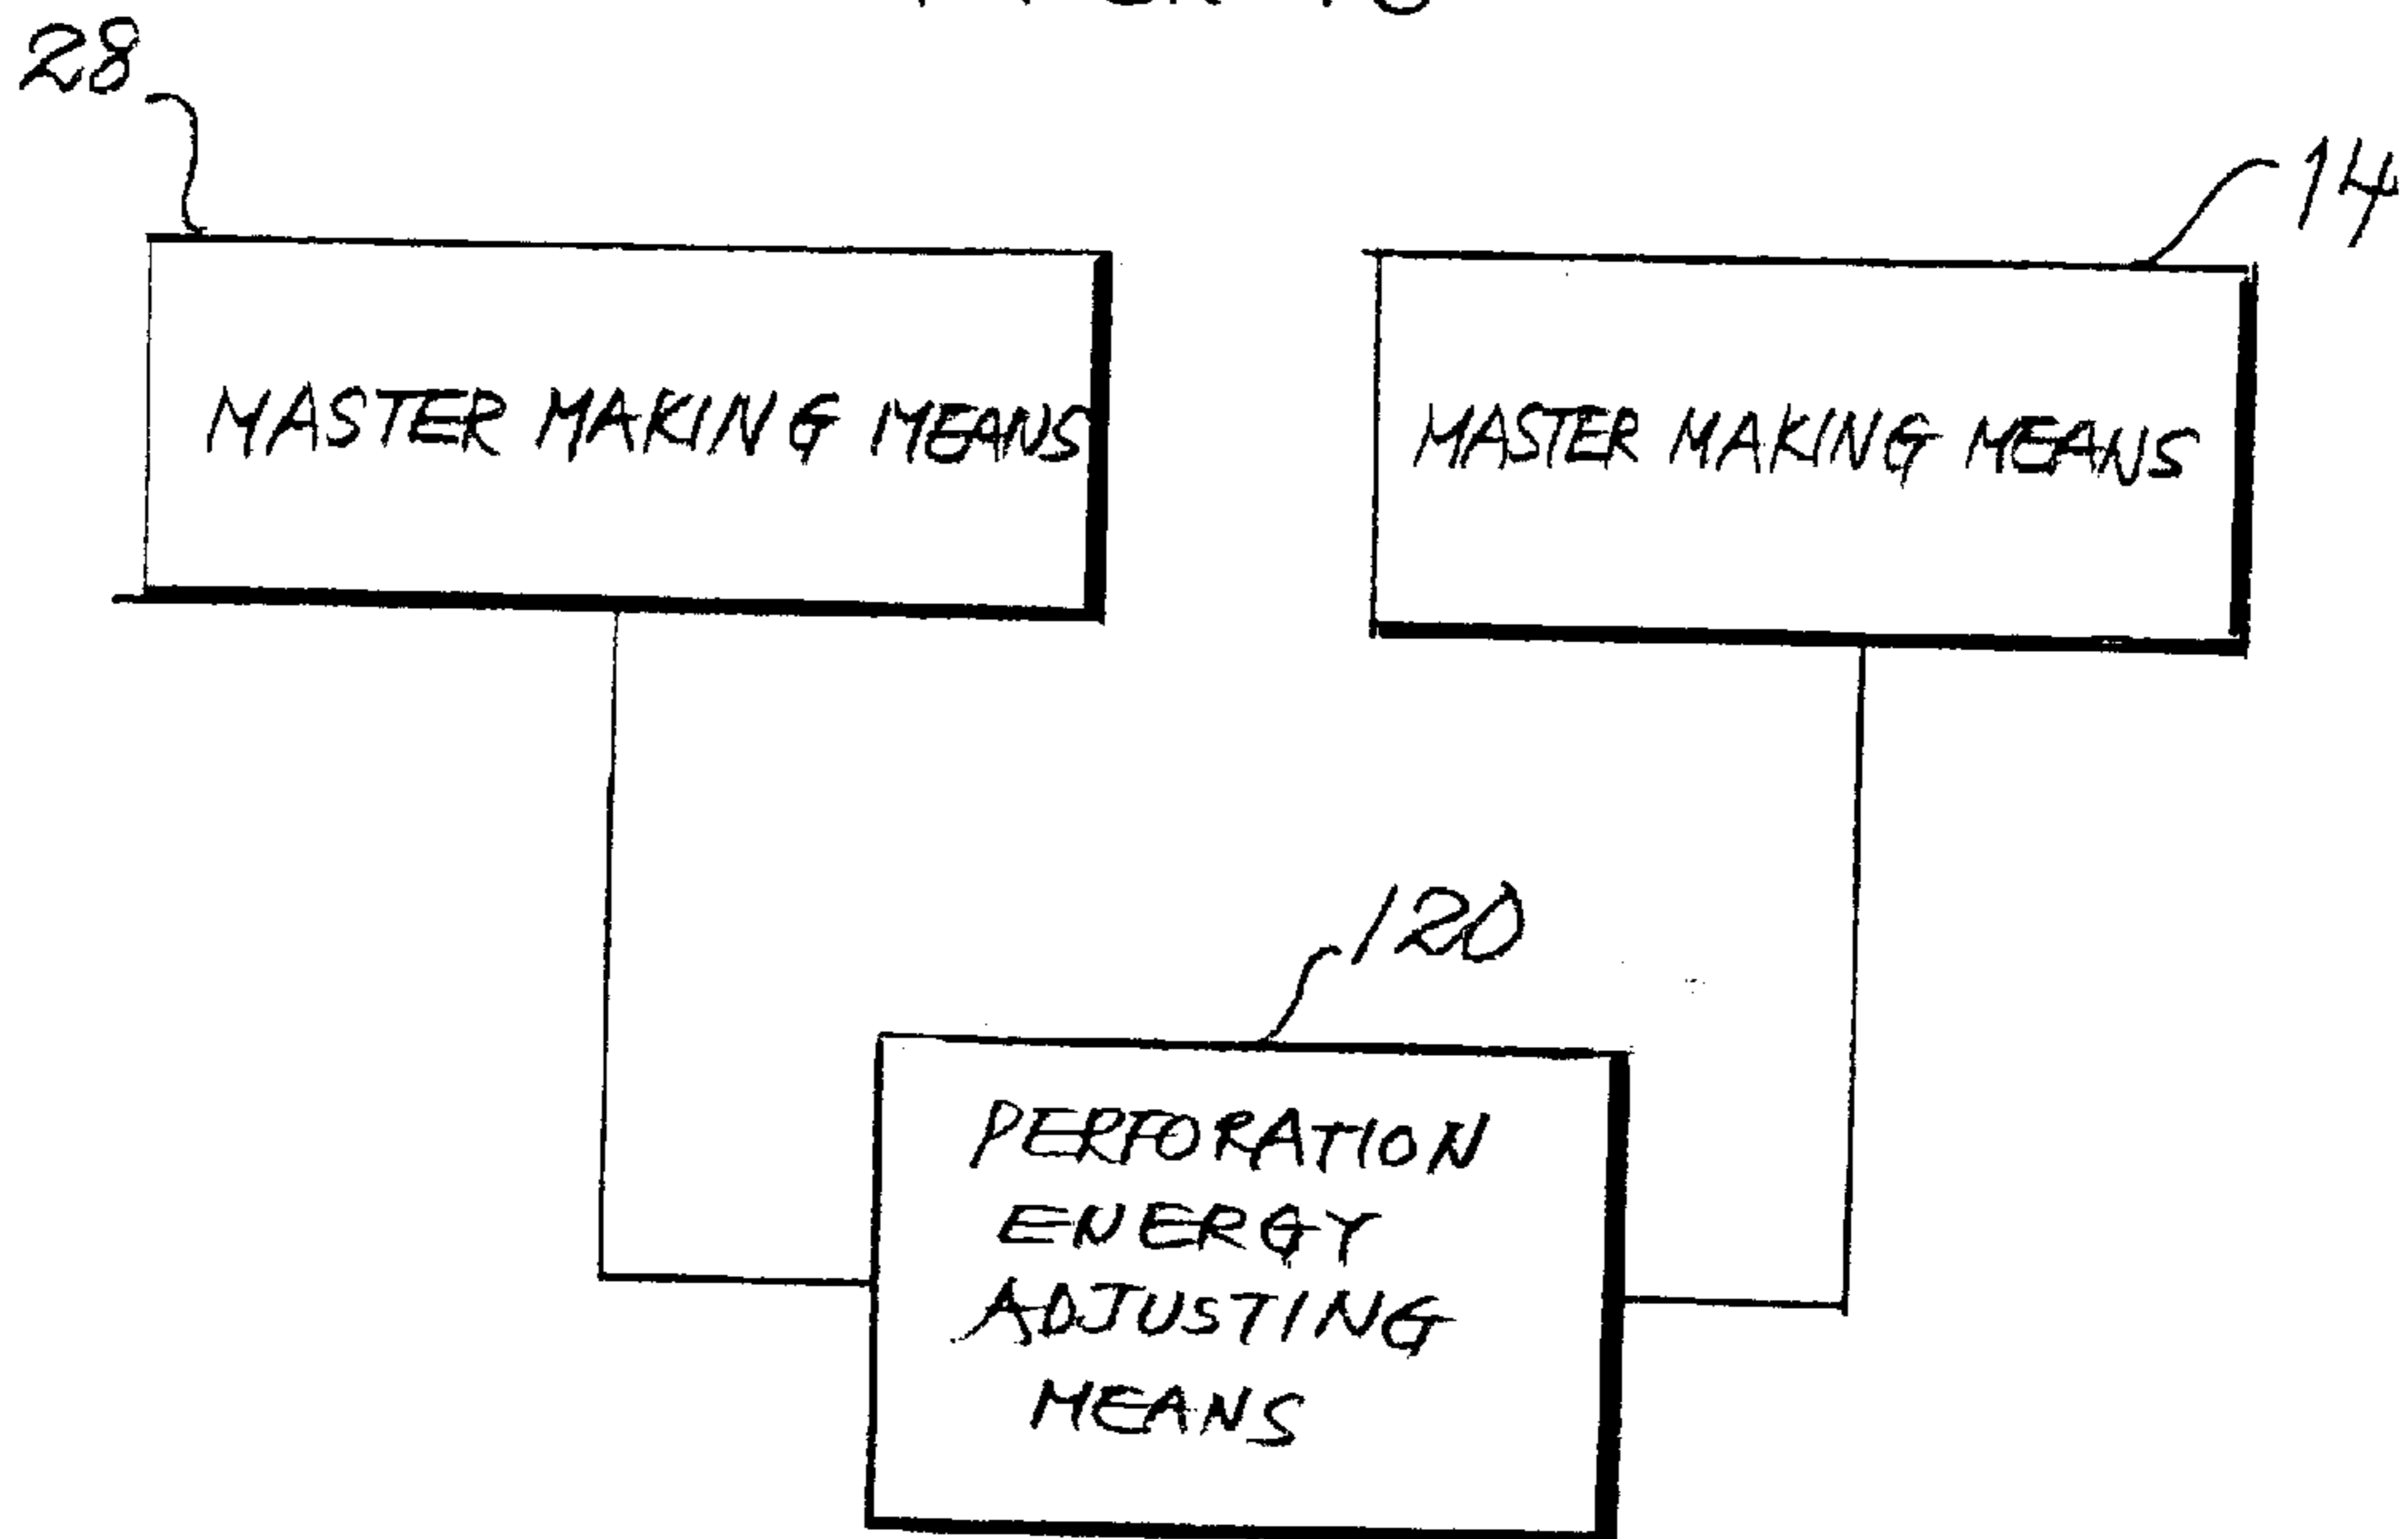 28
14
MASTER MAKING MEANS
MASTER MAKING MEANS
120
PERFORATION
ENERGY
ADJUSTING
MEANS